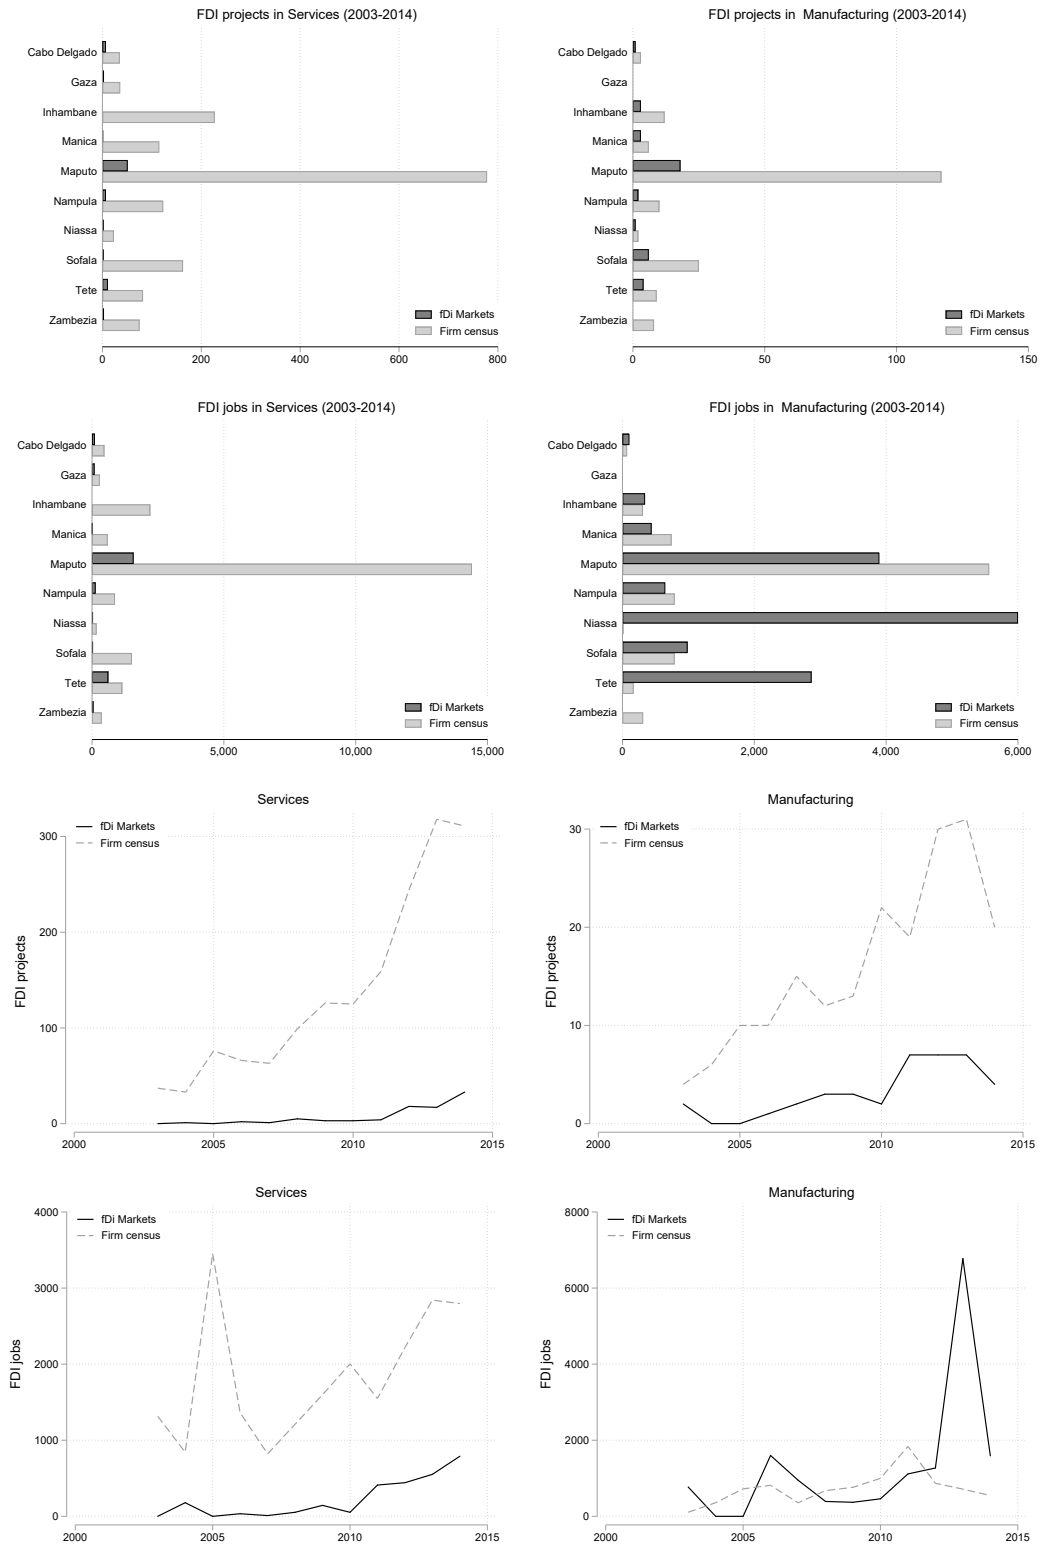 FDI projects in Services (2003-2014)
Cabo Delgado
Gaza
Inhambane
Manica
Maputo
Nampula
Niassa
Sofala
Tete
Zambezia
fDi Markets
Firm census
0 200 400 600 800
FDI projects in Manufacturing (2003-2014)
Cabo Delgado
Gaza
Inhambane
Manica
Maputo
Nampula
Niassa
Sofala
Tete
Zambezia
fDi Markets
Firm census
0 50 100 150
FDI jobs in Services (2003-2014)
Cabo Delgado
Gaza
Inhambane
Manica
Maputo
Nampula
Niassa
Sofala
Tete
Zambezia
fDi Markets
Firm census
0 5,000 10,000 15,000
FDI jobs in Manufacturing (2003-2014)
Cabo Delgado
Gaza
Inhambane
Manica
Maputo
Nampula
Niassa
Sofala
Tete
Zambezia
fDi Markets
Firm census
0 2,000 4,000 6,000
Services
fDi Markets
Firm census
FDI projects
300
200
100
0
2000 2005 2010 2015
Manufacturing
fDi Markets
Firm census
FDI projects
30
20
10
0
2000 2005 2010 2015
Services
fDi Markets
Firm census
FDI jobs
4000
3000
2000
1000
0
2000 2005 2010 2015
Manufacturing
fDi Markets
Firm census
FDI jobs
8000
6000
4000
2000
0
2000 2005 2010 2015